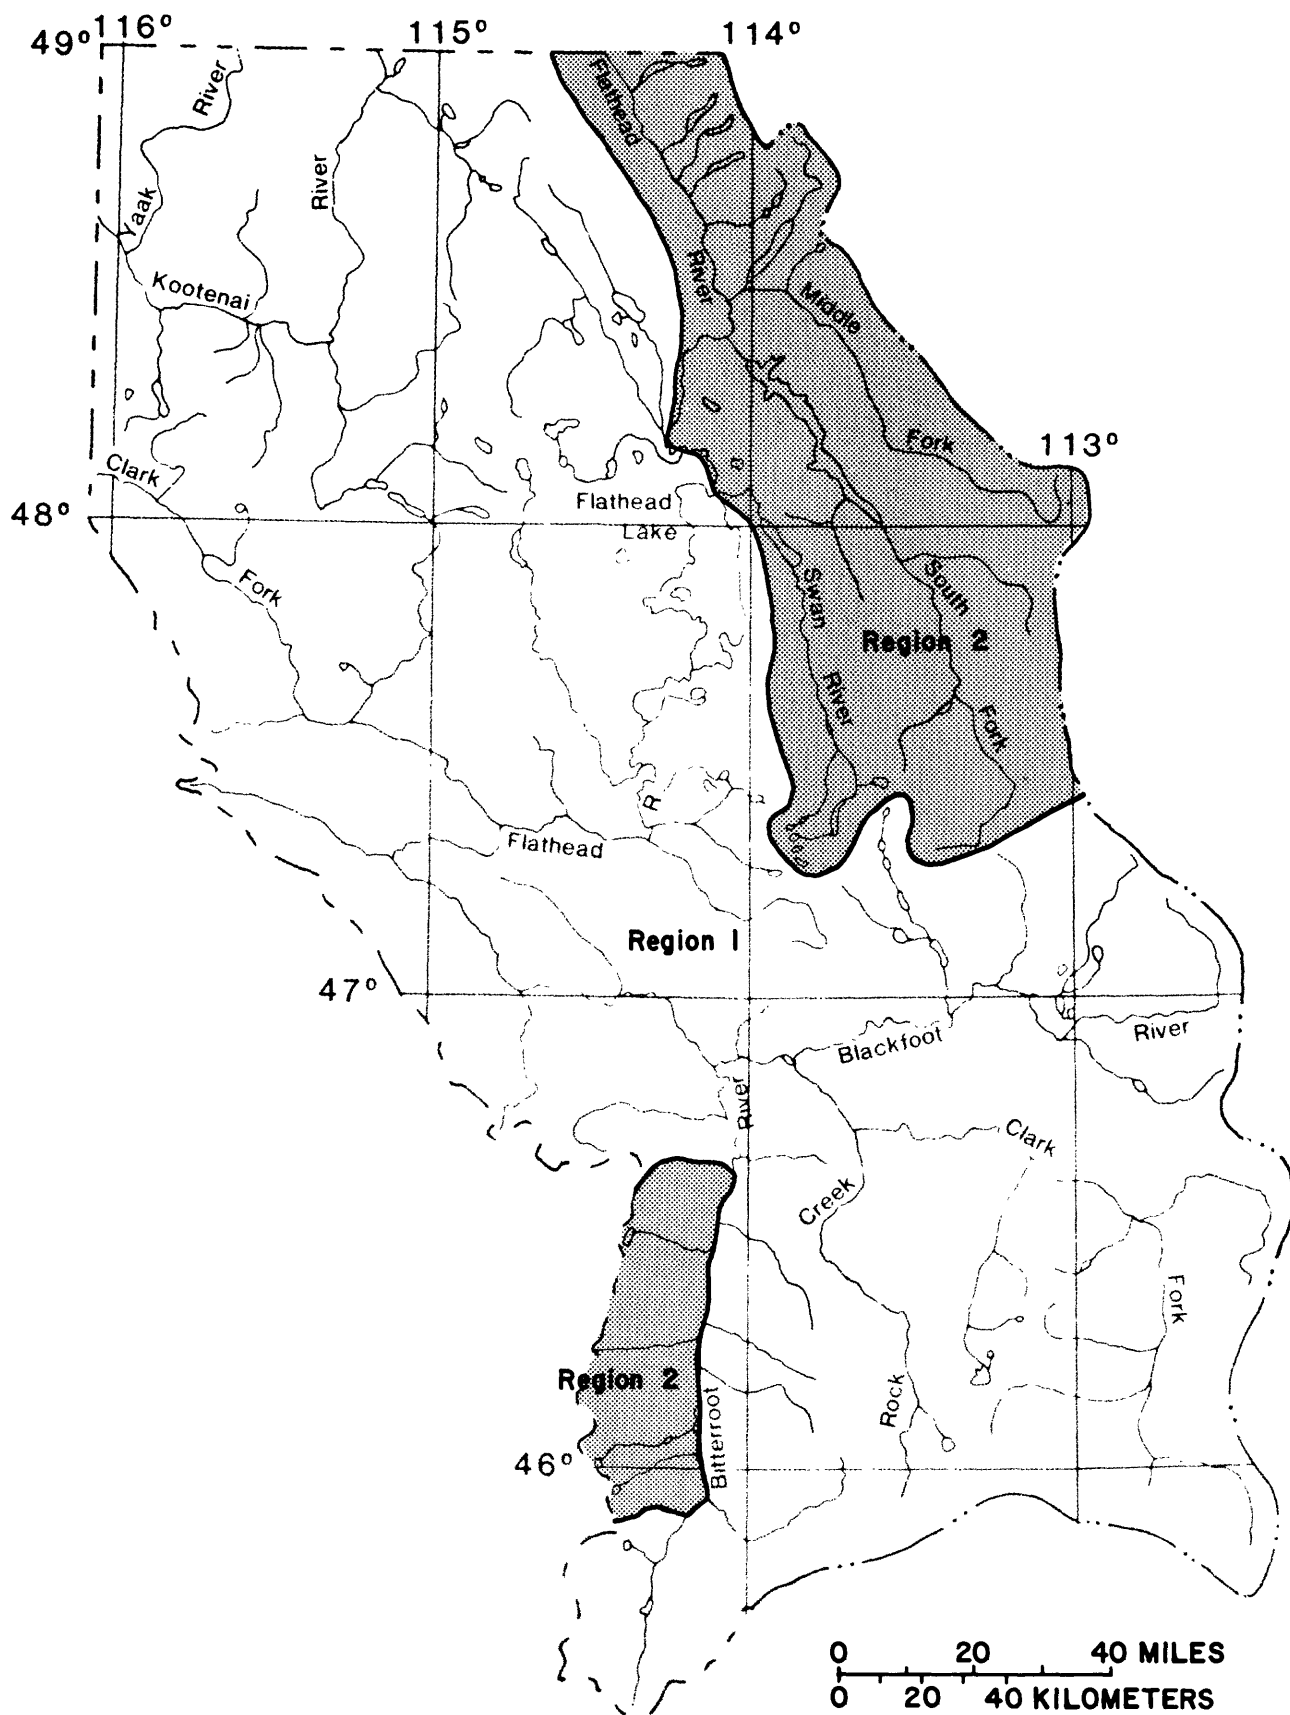 116°
115°
114°
49°
Flathead
River
River
River
Yaak
Kootenai
River
Middle
Fork
113°
Clark
Flathead
Lake
48°
Fork
Swan
South
Region 2
River
Fork
R
Flathead
Region 1
47°
Blackfoot
River
River
Clark
Creek
Fork
Region 2
Rock
Bitterroot
46°
0 20 40 MILES
0 20 40 KILOMETERS